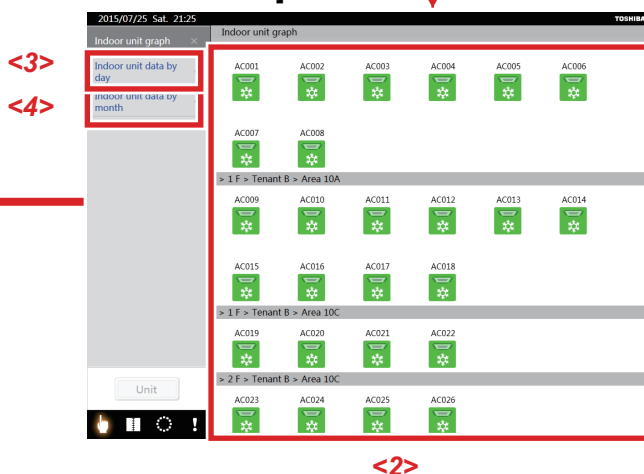 2015/07/25 Sat. 21:25
TOSHIBA
Indoor unit graph ×
Indoor unit graph
<3>
Indoor unit data by
day
<4>
Indoor unit data by
month
AC001 AC002 AC003 AC004 AC005 AC006
AC007 AC008
> 1 F > Tenant B > Area 10A
AC009 AC010 AC011 AC012 AC013 AC014
AC015 AC016 AC017 AC018
> 1 F > Tenant B > Area 10C
AC019 AC020 AC021 AC022
> 2 F > Tenant B > Area 10C
AC023 AC024 AC025 AC026
Unit
!
<2>